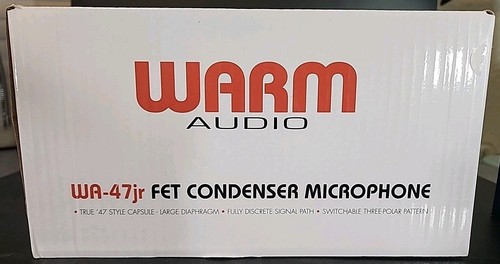 WARM
AUDIO
WA-47jr FET CONDENSER MICROPHONE
• TRUE '47 STYLE CAPSULE - LARGE DIAPHRAGM • FULLY DISCRETE SIGNAL PATH • SWITCHABLE THREE-POLAR PATTERN